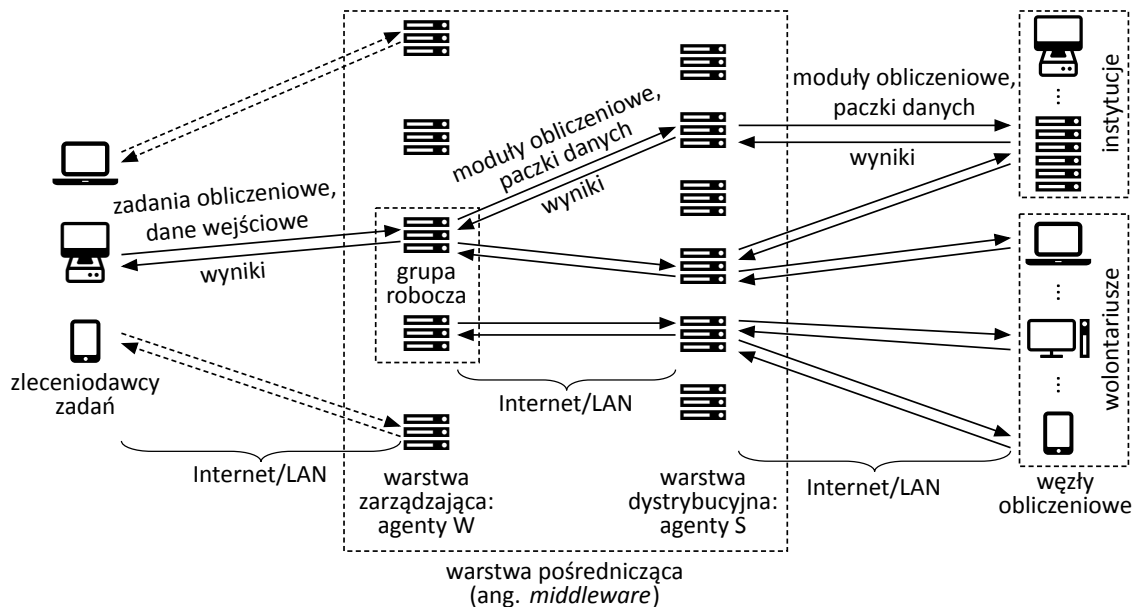 moduły obliczeniowe,
paczki danych
wyniki
instytucje
moduły obliczeniowe,
paczki danych
wyniki
zadania obliczeniowe,
dane wejściowe
wyniki
grupa
robocza
wolontariusze
zleceniodawcy
zadań
Internet/LAN
Internet/LAN
Internet/LAN
warstwa
zarządzająca:
agenty W
warstwa
dystrybucyjna:
agenty S
węzły
obliczeniowe
warstwa pośrednicząca
(ang. middleware)